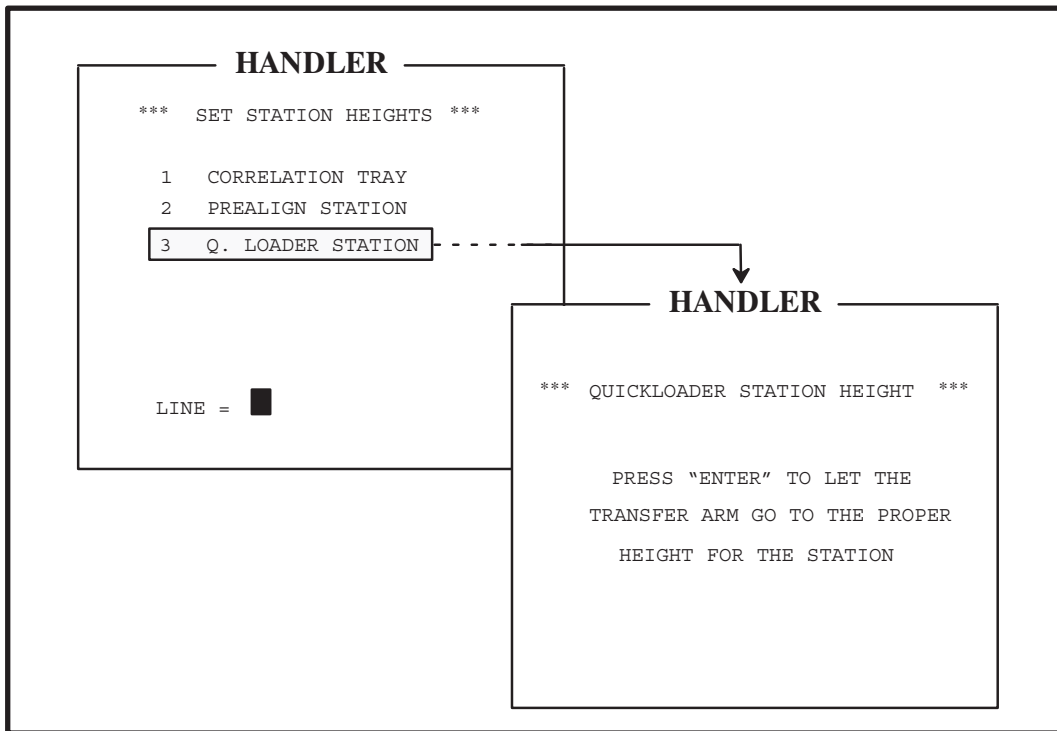 HANDLER
*** SET STATION HEIGHTS ***
1 CORRELATION TRAY
2 PREALIGN STATION
3 Q. LOADER STATION
LINE =
HANDLER
*** QUICKLOADER STATION HEIGHT ***
PRESS “ENTER” TO LET THE
TRANSFER ARM GO TO THE PROPER
HEIGHT FOR THE STATION